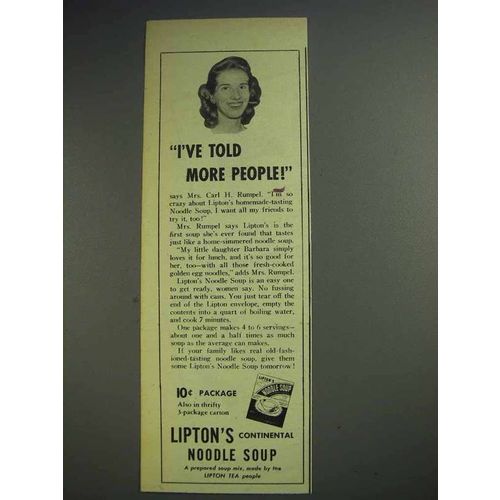 "I'VE TOLD
MORE PEOPLE!"
says Mrs. Carl H. Rumpel. "I'm so
crazy about Lipton's homemade-tasting
Noodle Soup, I want all my friends to
try it, too!"
Mrs. Rumpel says Lipton's is the
first soup she's ever found that tastes
just like a home-simmered noodle soup.
"My little daughter Barbara simply
loves it for lunch, and it's so good for
her, too—with all those fresh-cooked
golden egg noodles," adds Mrs. Rumpel.
Lipton's Noodle Soup is an easy one
to get ready, women say. No fussing
around with cans. You just tear off the
end of the Lipton envelope, empty the
contents into a quart of boiling water,
and cook 7 minutes.
One package makes 4 to 6 servings—
about one and a half times as much
soup as the average can makes.
If your family likes real old-fash-
ioned-tasting noodle soup, give them
some Lipton's Noodle Soup tomorrow!
10¢ PACKAGE
Also in thrifty
3-package carton
LIPTON'S
NOODLE SOUP
LIPTON'S CONTINENTAL
NOODLE SOUP
A prepared soup mix, made by the
LIPTON TEA people